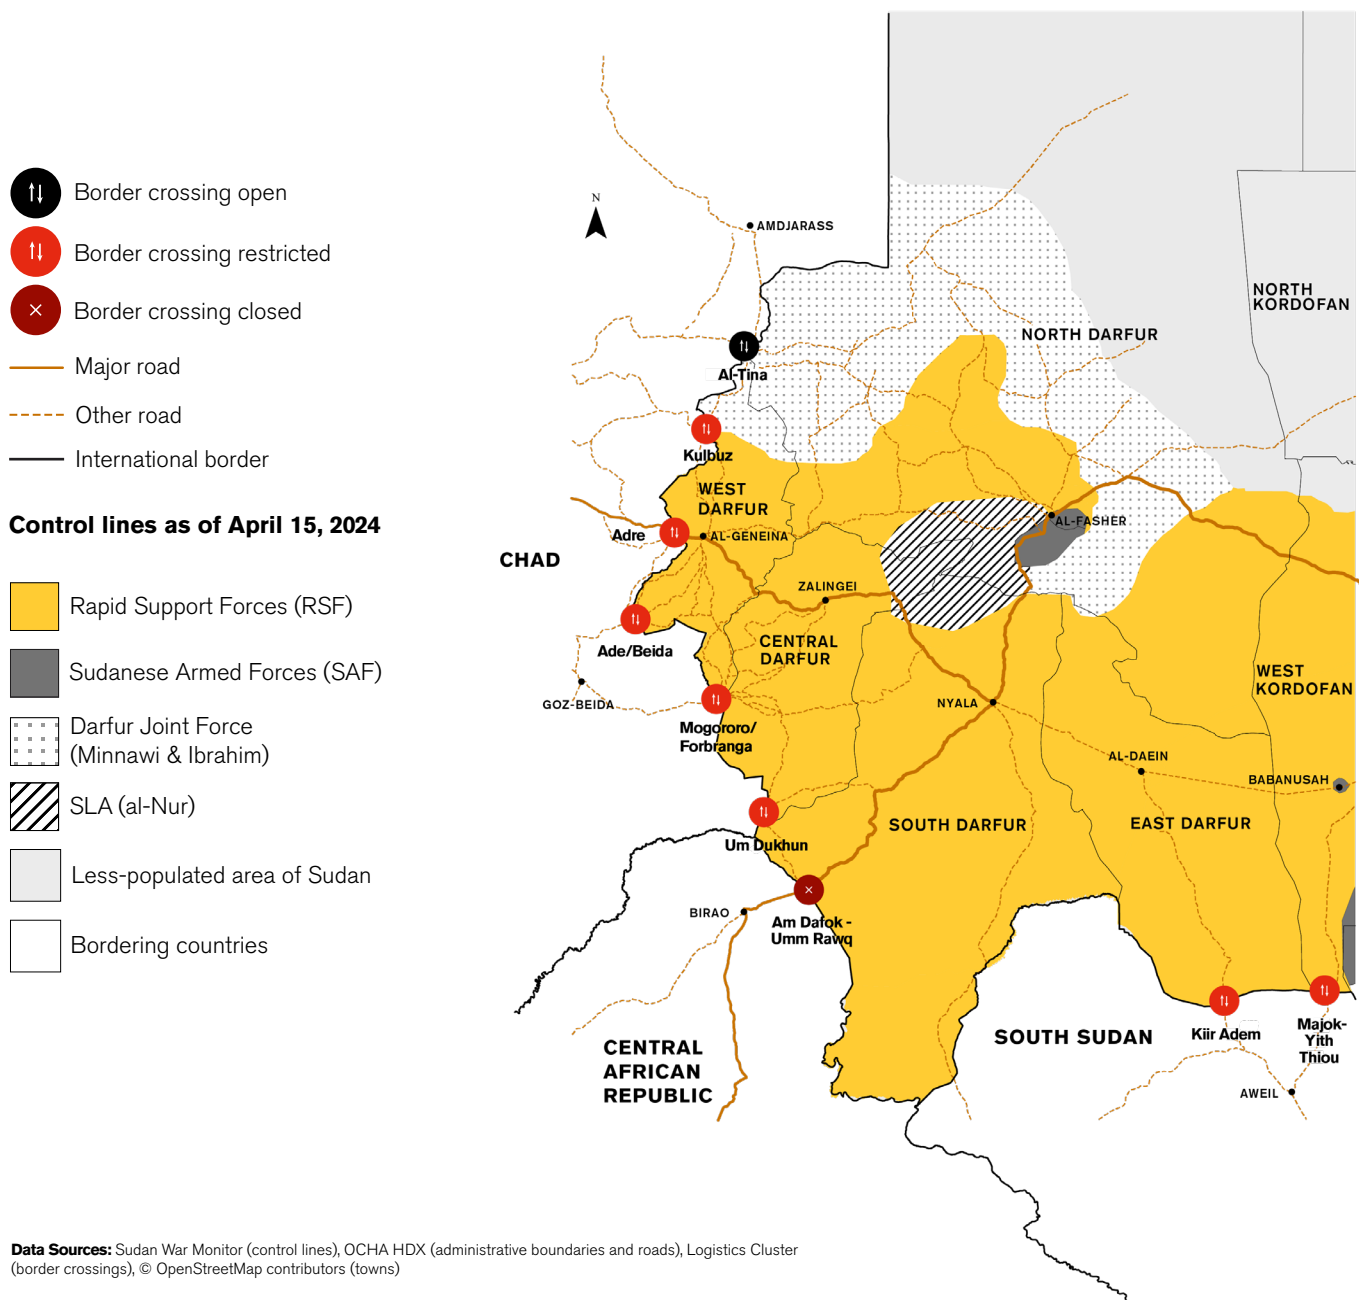 Border crossing open
Border crossing restricted
Border crossing closed
Major road
Other road
International border
Control lines as of April 15, 2024
Rapid Support Forces (RSF)
Sudanese Armed Forces (SAF)
Darfur Joint Force
(Minnawi & Ibrahim)
SLA (al-Nur)
Less-populated area of Sudan
Bordering countries
N
AMDJARASS
NORTH
KORDOFAN
NORTH DARFUR
Al-Tina
Kulbuz
WEST
DARFUR
AL-FASHER
Adre
AL-GENEINA
CHAD
ZALINGEI
Ade/Beida
CENTRAL
DARFUR
WEST
KORDOFAN
GOZ-BEIDA
NYALA
Mogororo/
Forbranga
AL-DAEIN
BABANUSAH
SOUTH DARFUR
EAST DARFUR
Um Dukhun
BIRAO
Am Dafok -
Umm Rawq
SOUTH SUDAN
Kiir Adem
Majok-
Yith
Thiou
CENTRAL
AFRICAN
REPUBLIC
AWEIL
Data Sources: Sudan War Monitor (control lines), OCHA HDX (administrative boundaries and roads), Logistics Cluster
(border crossings), © OpenStreetMap contributors (towns)